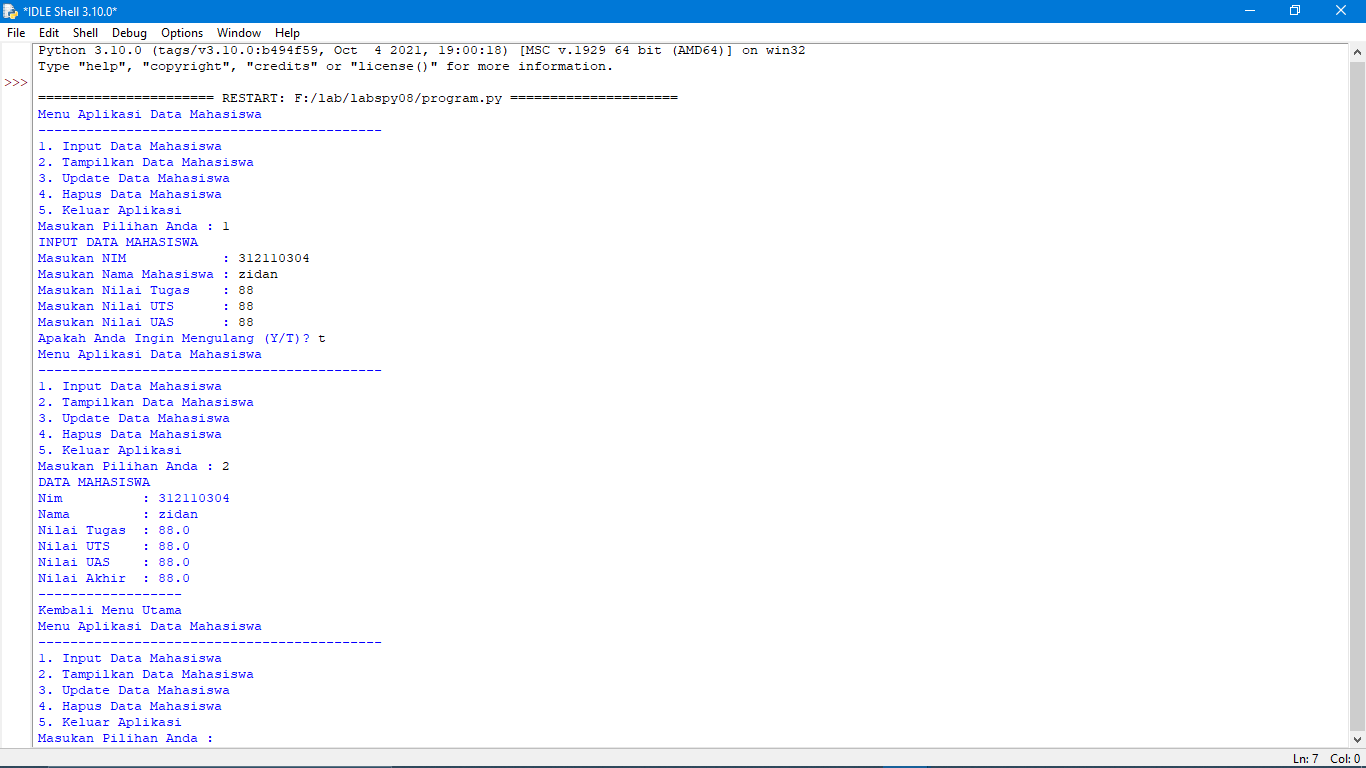 *IDLE Shell 3.10.0*
File Edit Shell Debug Options Window Help
Python 3.10.0 (tags/v3.10.0:b494f59, Oct  4 2021, 19:00:18) [MSC v.1929 64 bit (AMD64)] on win32
Type "help", "copyright", "credits" or "license()" for more information.
>>>
====================== RESTART: F:/lab/labspy08/program.py =====================
Menu Aplikasi Data Mahasiswa
-------------------------------------------
1. Input Data Mahasiswa
2. Tampilkan Data Mahasiswa
3. Update Data Mahasiswa
4. Hapus Data Mahasiswa
5. Keluar Aplikasi
Masukan Pilihan Anda : 1
INPUT DATA MAHASISWA
Masukan NIM            : 312110304
Masukan Nama Mahasiswa : zidan
Masukan Nilai Tugas    : 88
Masukan Nilai UTS      : 88
Masukan Nilai UAS      : 88
Apakah Anda Ingin Mengulang (Y/T)? t
Menu Aplikasi Data Mahasiswa
-------------------------------------------
1. Input Data Mahasiswa
2. Tampilkan Data Mahasiswa
3. Update Data Mahasiswa
4. Hapus Data Mahasiswa
5. Keluar Aplikasi
Masukan Pilihan Anda : 2
DATA MAHASISWA
Nim          : 312110304
Nama         : zidan
Nilai Tugas  : 88.0
Nilai UTS    : 88.0
Nilai UAS    : 88.0
Nilai Akhir  : 88.0
------------------
Kembali Menu Utama
Menu Aplikasi Data Mahasiswa
-------------------------------------------
1. Input Data Mahasiswa
2. Tampilkan Data Mahasiswa
3. Update Data Mahasiswa
4. Hapus Data Mahasiswa
5. Keluar Aplikasi
Masukan Pilihan Anda :
Ln: 7 Col: 0